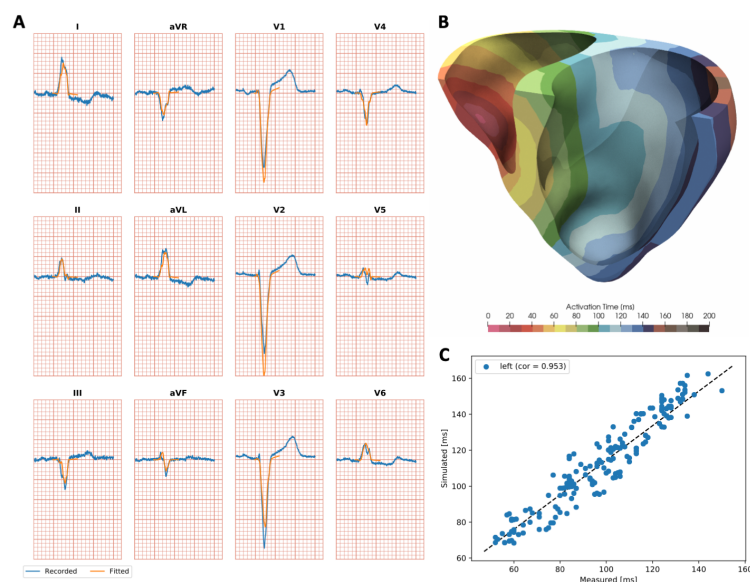 A
I
aVR
V1
V4
II
aVL
V2
V5
III
aVF
V3
V6
Recorded
Fitted
B
Activation Time (ms)
0 20 40 60 80 100 120 140 160 180 200
C
left (cor = 0.953)
Simulated [ms]
160
140
120
100
80
60
60 80 100 120 140 16
Measured [ms]